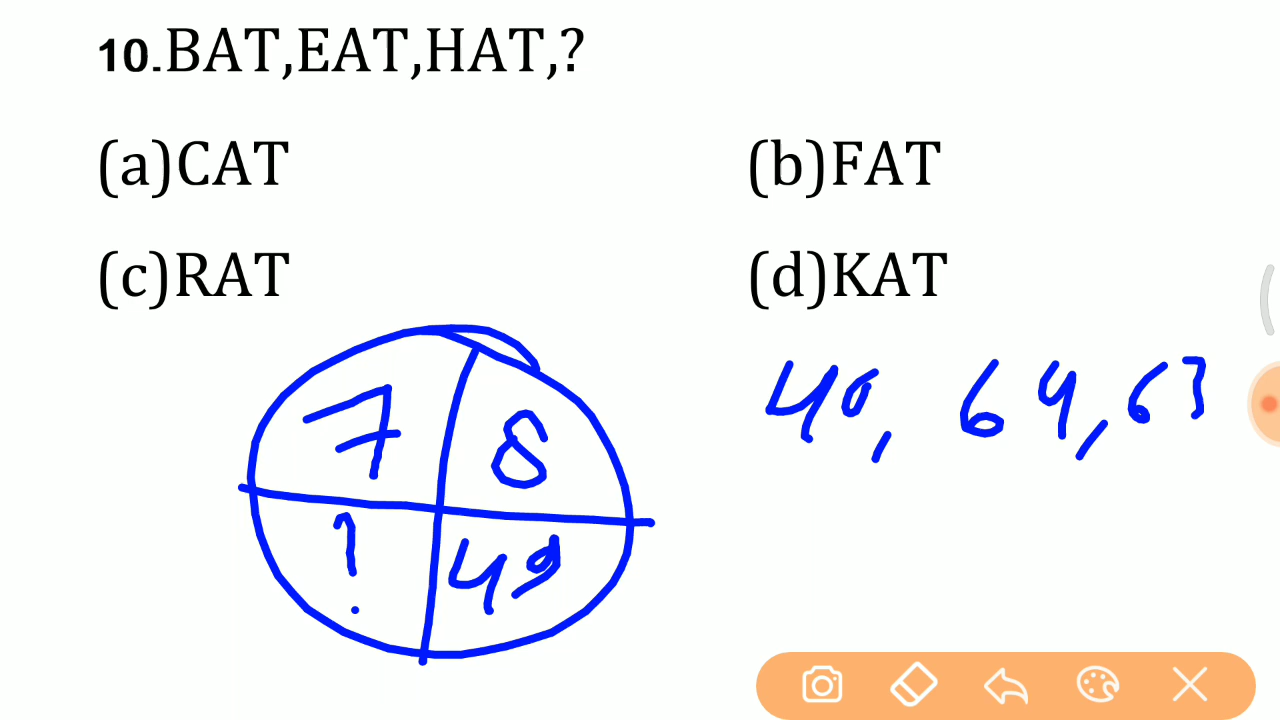 10.BAT,EAT,HAT,?
(a)CAT (b)FAT
(c)RAT (d)KAT
7 8
? 49
40, 64, 63